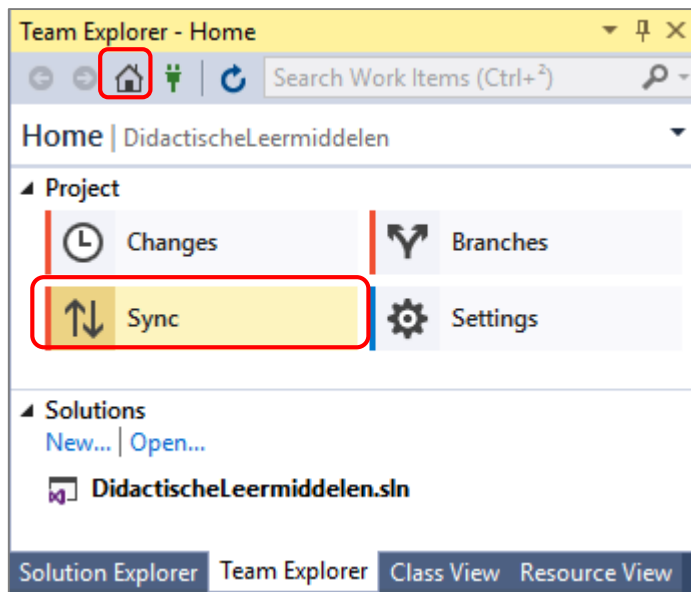 Team Explorer - Home
Search Work Items (Ctrl+²)
Home | DidactischeLeermiddelen
Project
Changes
Branches
Sync
Settings
Solutions
New... | Open...
DidactischeLeermiddelen.sln
Solution Explorer Team Explorer Class View Resource View